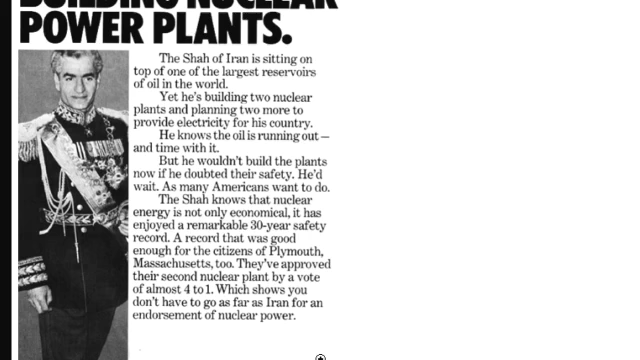 BUILDING NUCLEAR
POWER PLANTS.
The Shah of Iran is sitting on
top of one of the largest reservoirs
of oil in the world.
Yet he's building two nuclear
plants and planning two more to
provide electricity for his country.
He knows the oil is running out—
and time with it.
But he wouldn't build the plants
now if he doubted their safety. He'd
wait. As many Americans want to do.
The Shah knows that nuclear
energy is not only economical, it has
enjoyed a remarkable 30-year safety
record. A record that was good
enough for the citizens of Plymouth,
Massachusetts, too. They've approved
their second nuclear plant by a vote
of almost 4 to 1. Which shows you
don't have to go as far as Iran for an
endorsement of nuclear power.